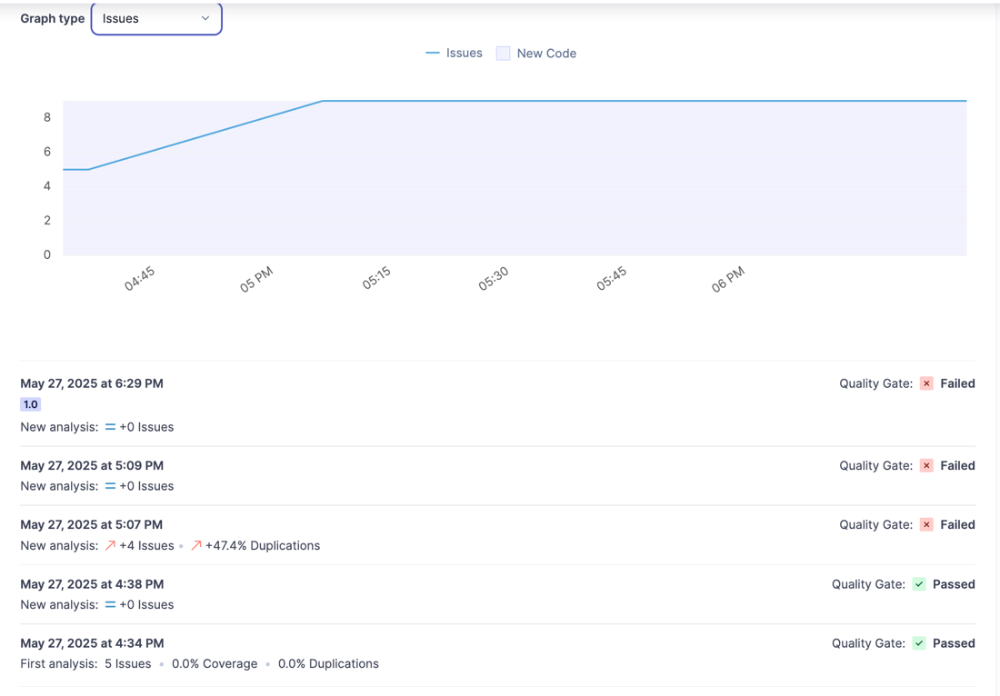 Graph type Issues
Issues New Code
8
6
4
2
0
04:45 05 PM 05:15 05:30 05:45 06 PM
May 27, 2025 at 6:29 PM Quality Gate: Failed
1.0
New analysis: +0 Issues
May 27, 2025 at 5:09 PM Quality Gate: Failed
New analysis: +0 Issues
May 27, 2025 at 5:07 PM Quality Gate: Failed
New analysis: +4 Issues • +47.4% Duplications
May 27, 2025 at 4:38 PM Quality Gate: Passed
New analysis: +0 Issues
May 27, 2025 at 4:34 PM Quality Gate: Passed
First analysis: 5 Issues • 0.0% Coverage • 0.0% Duplications